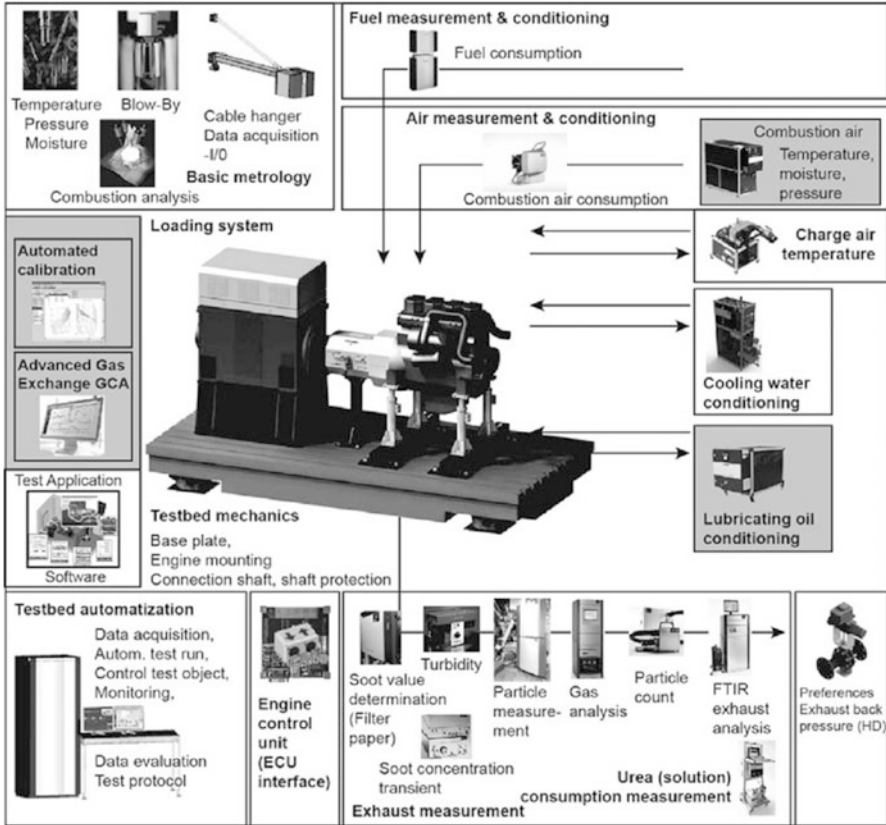 Temperature
Pressure
Moisture
Blow-By
Cable hanger
Data acquisition
-I/0
Combustion analysis
Basic metrology
Fuel measurement & conditioning
Fuel consumption
Air measurement & conditioning
Combustion air consumption
Combustion air
Temperature,
moisture,
pressure
Automated
calibration
Advanced Gas
Exchange GCA
Test Application
Software
Loading system
Testbed mechanics
Base plate,
Engine mounting
Connection shaft, shaft protection
Charge air
temperature
Cooling water
conditioning
Lubricating oil
conditioning
Testbed automatization
Data acquisition,
Autom. test run,
Control test object,
Monitoring,
Data evaluation
Test protocol
Engine
control
unit
(ECU
interface)
Soot value
determination
(Filter
paper)
Turbidity
Soot concentration
transient
Particle
measure-
ment
Gas
analysis
Particle
count
FTIR
exhaust
analysis
Urea (solution)
consumption measurement
Exhaust measurement
Preferences
Exhaust back
pressure (HD)